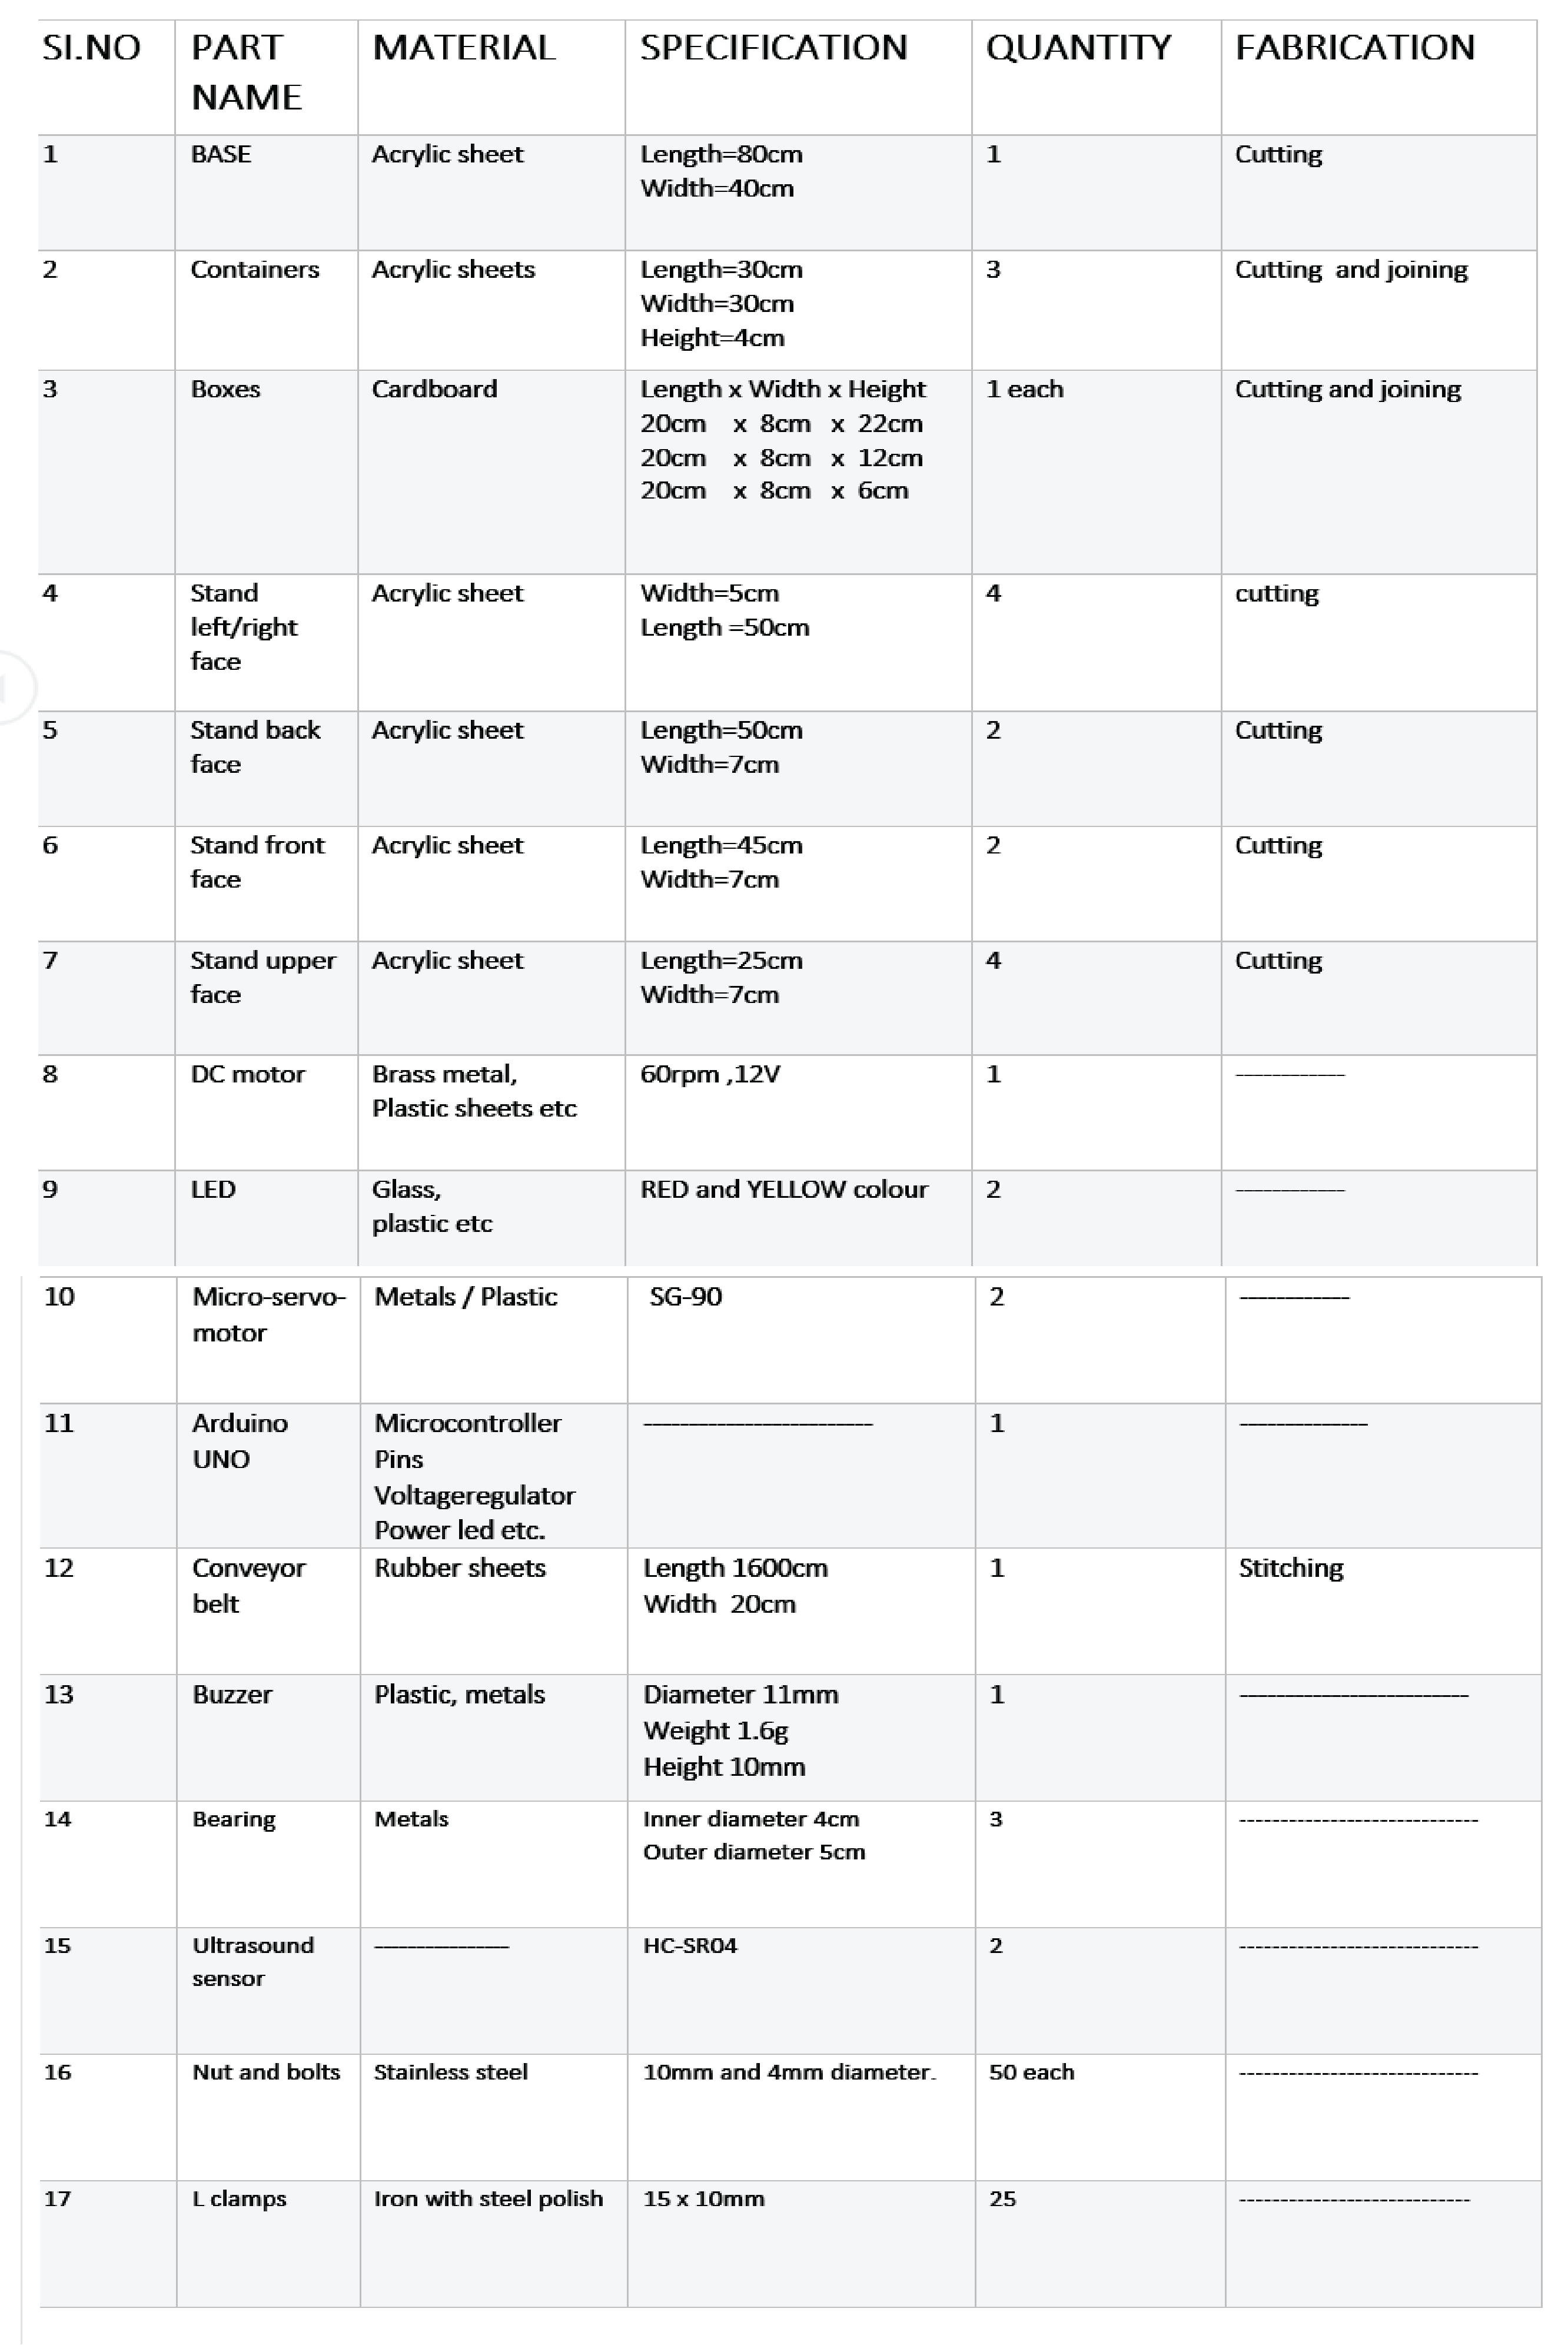 SI.NO PART MATERIAL SPECIFICATION QUANTITY FABRICATION
NAME
1 BASE Acrylic sheet Length=80cm 1 Cutting
Width=40cm
2 Containers Acrylic sheets Length=30cm 3 Cutting and joining
Width=30cm
Height=4cm
3 Boxes Cardboard Length x Width x Height 1 each Cutting and joining
20cm x 8cm x 22cm
20cm x 8cm x 12cm
20cm x 8cm x 6cm
4 Stand Acrylic sheet Width=5cm 4 cutting
left/right Length =50cm
face
5 Stand back Acrylic sheet Length=50cm 2 Cutting
face Width=7cm
6 Stand front Acrylic sheet Length=45cm 2 Cutting
face Width=7cm
7 Stand upper Acrylic sheet Length=25cm 4 Cutting
face Width=7cm
8 DC motor Brass metal, 60rpm ,12V 1 ------------
Plastic sheets etc
9 LED Glass, RED and YELLOW colour 2 ------------
plastic etc
10 Micro-servo- Metals / Plastic SG-90 2 ------------
motor
11 Arduino Microcontroller ------------------------- 1 --------------
UNO Pins
Voltageregulator
Power led etc.
12 Conveyor Rubber sheets Length 1600cm 1 Stitching
belt Width 20cm
13 Buzzer Plastic, metals Diameter 11mm 1 -------------------------
Weight 1.6g
Height 10mm
14 Bearing Metals Inner diameter 4cm 3 -----------------------------
Outer diameter 5cm
15 Ultrasound ---------------- HC-SR04 2 -----------------------------
sensor
16 Nut and bolts Stainless steel 10mm and 4mm diameter. 50 each -----------------------------
17 L clamps Iron with steel polish 15 x 10mm 25 ----------------------------